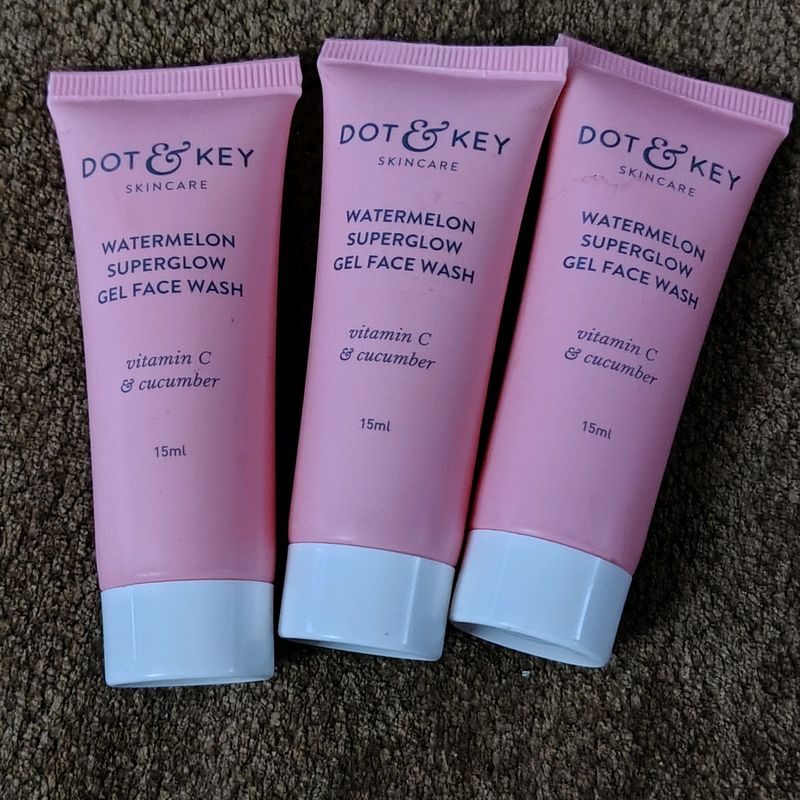 DOT & KEY
SKINCARE
WATERMELON
SUPERGLOW
GEL FACE WASH
vitamin C
& cucumber
15ml
DOT & KEY
SKINCARE
WATERMELON
SUPERGLOW
GEL FACE WASH
vitamin C
& cucumber
15ml
DOT & KEY
SKINCARE
WATERMELON
SUPERGLOW
GEL FACE WASH
vitamin C
& cucumber
15ml